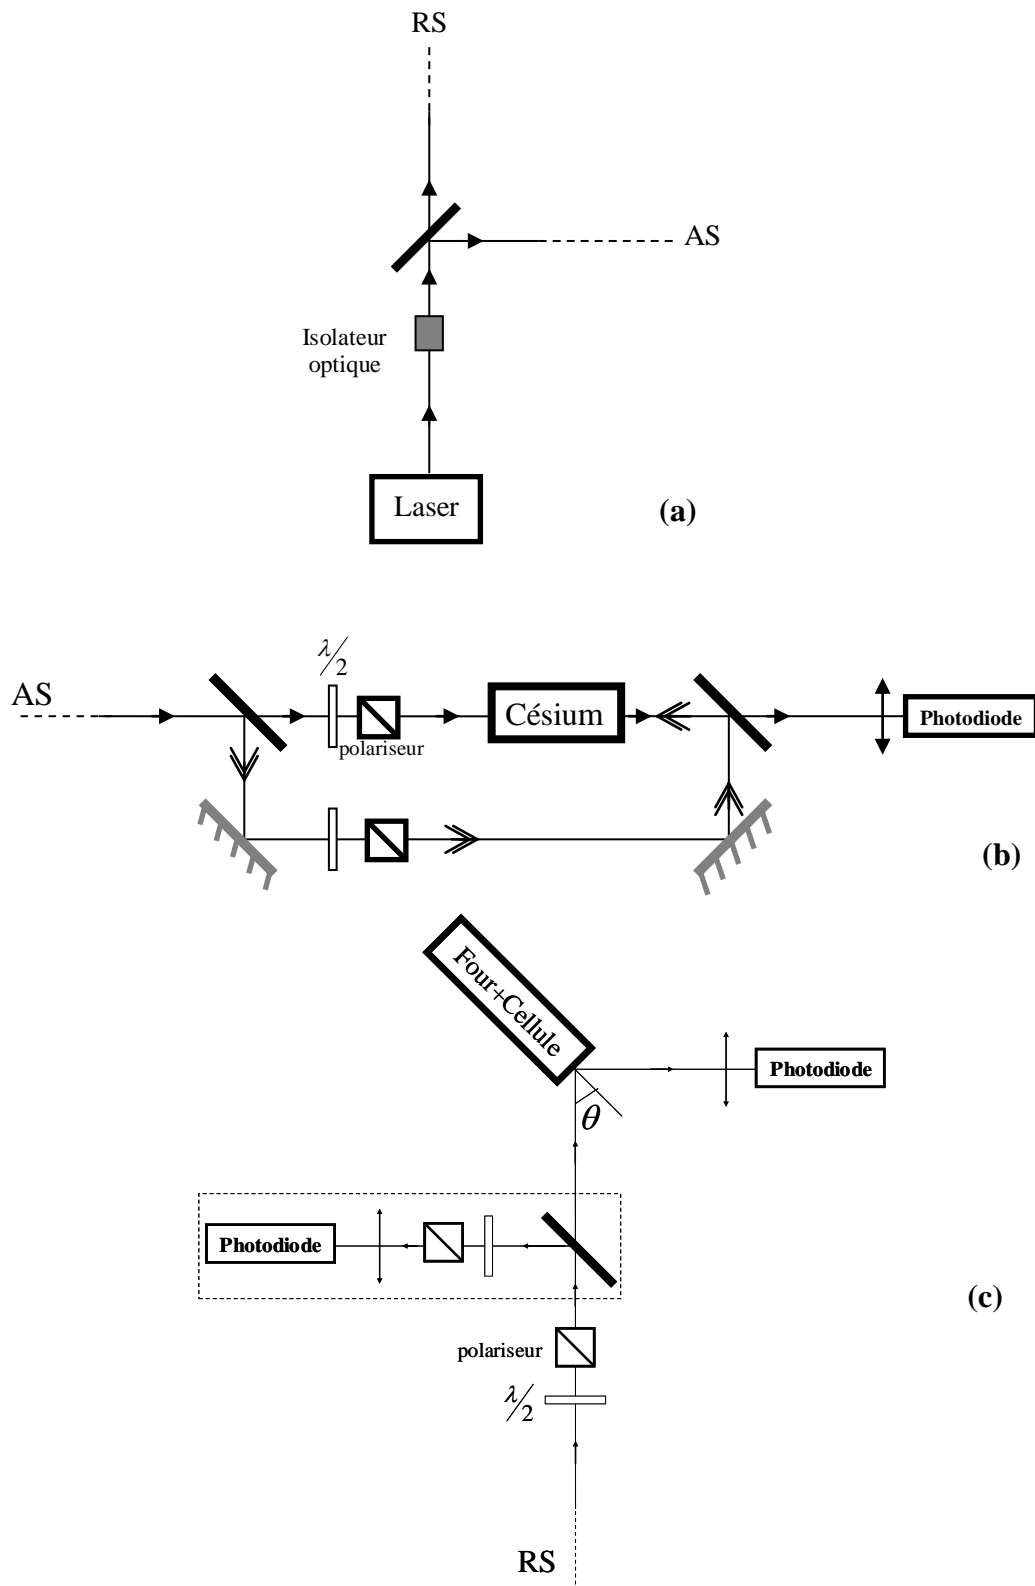 RS
AS
Isolateur
optique
Laser
(a)
λ/2
AS
Césium
Photodiode
polariseur
(b)
Four+Cellule
Photodiode
θ
Photodiode
(c)
polariseur
λ/2
RS